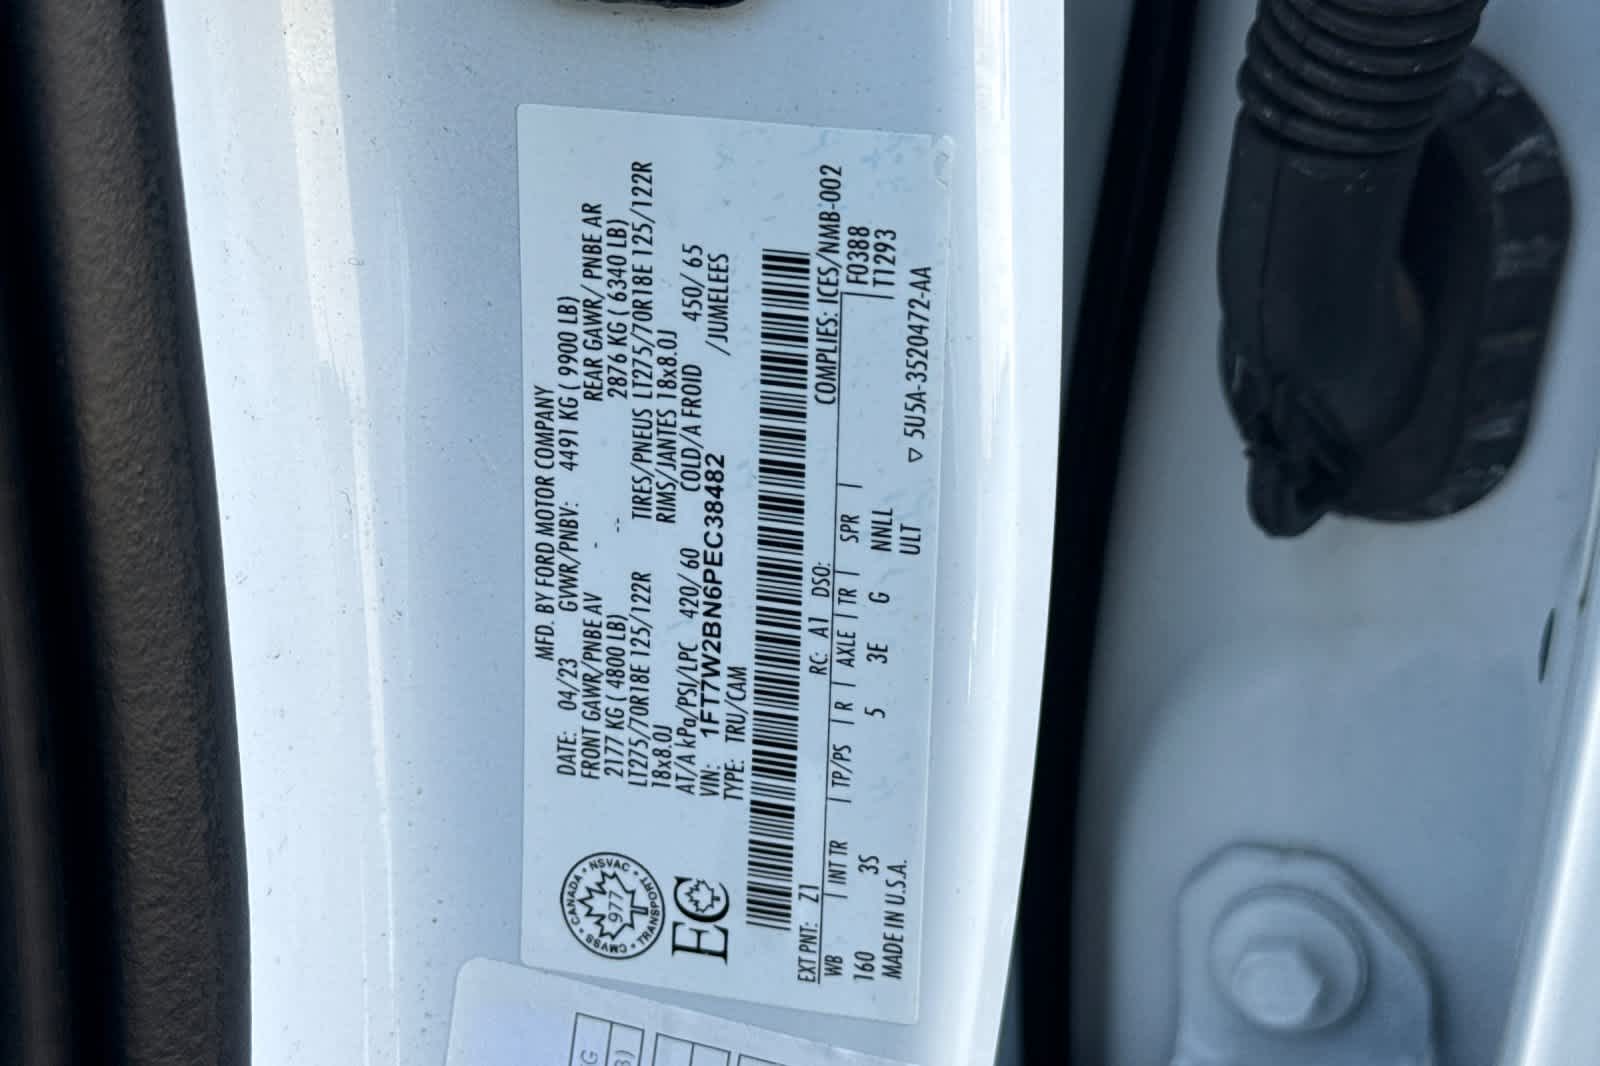 MFD. BY FORD MOTOR COMPANY
DATE: 04/23 GVWR/PNBV: 4491 KG ( 9900 LB)
FRONT GAWR/PNBE AV - REAR GAWR/ PNBE AR
2177 KG ( 4800 LB) -- 2876 KG ( 6340 LB)
LT275/70R18E 125/122R TIRES/PNEUS LT275/70R18E 125/122R
18x8.0J RIMS/JANTES 18x8.0J
AT/A kPa/PSI/LPC 420/ 60 COLD/A FROID 450/ 65
VIN: 1FT7W2BN6PEC38482 /JUMELEES
TYPE: TRU/CAM
CANADA • NSVAC • TRANSPORT • CMVSS •
977
EC
COMPLIES: ICES/NMB-002
EXT PNT: Z1 RC: A1 DSO: F0388
WB | INT TR | TP/PS | R | AXLE | TR | SPR | T1293
160 3S 5 3E G NNLL
MADE IN U.S.A. ULT ▽ 5U5A-3520472-AA